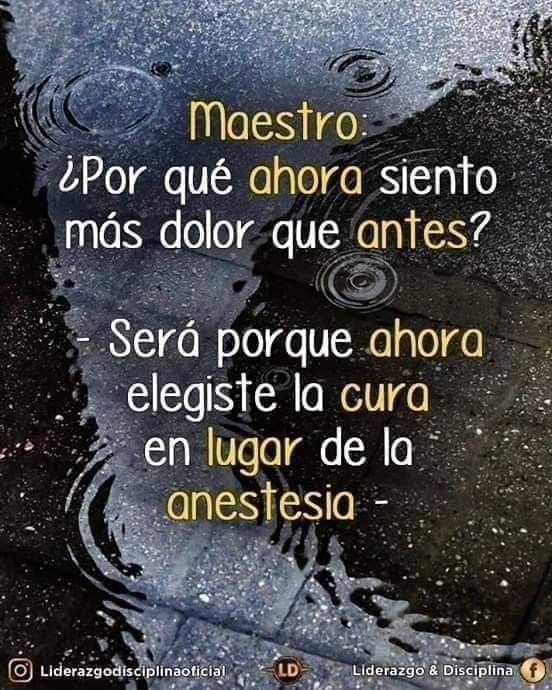 Maestro:
¿Por qué ahora siento
más dolor que antes?
- Será porque ahora
elegiste la cura
en lugar de la
anestesia -
Liderazgodisciplinaoficial
LD
Liderazgo & Disciplina
f